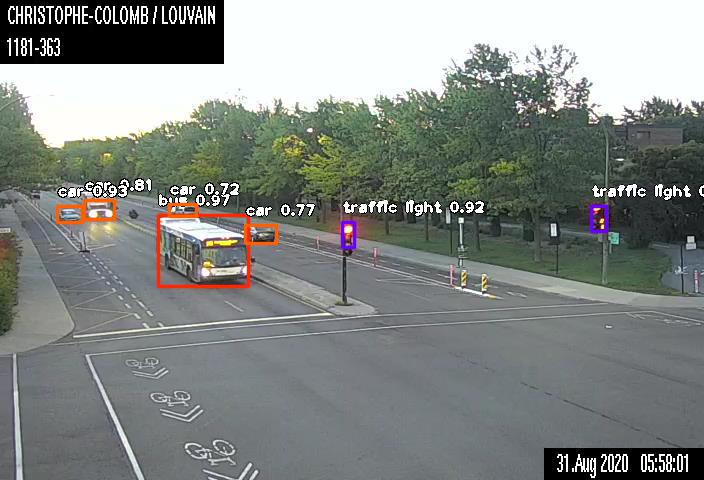 CHRISTOPHE-COLOMB / LOUVAIN
1181-363
car 0.93
car 0.81
car 0.72
bus 0.97
car 0.77
traffic light 0.92
traffic light
31.Aug 2020 05:58:01